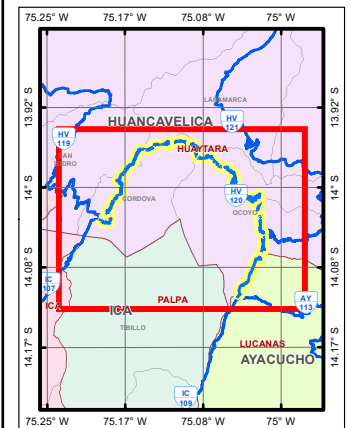 75.25° W 75.17° W 75.08° W 75° W
13.92° S
13.92° S
LARAMARCA
HUANCAVELICA
HV 121
HV 119
HUAYTARA
SAN
14° S
14° S
HV 120
CORDOVA
OCOYO
14.08° S
14.08° S
IC 107
ICA
ICA
PALPA
AY 113
TIBILLO
LUCANAS
14.17° S
14.17° S
AYACUCHO
IC 109
75.25° W 75.17° W 75.08° W 75° W